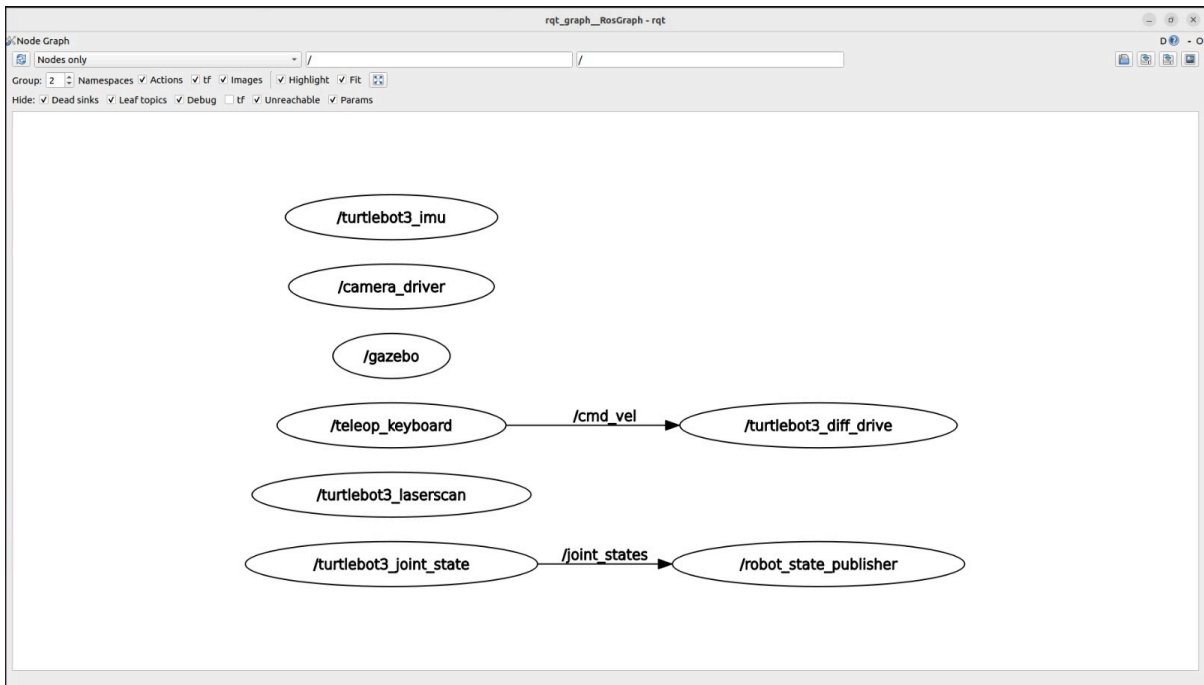 rqt_graph__RosGraph - rqt
Node Graph
D - O
Nodes only / /
Group: 2 Namespaces Actions tf Images Highlight Fit
Hide: Dead sinks Leaf topics Debug tf Unreachable Params
/turtlebot3_imu
/camera_driver
/gazebo
/teleop_keyboard /cmd_vel /turtlebot3_diff_drive
/turtlebot3_laserscan
/turtlebot3_joint_state /joint_states /robot_state_publisher